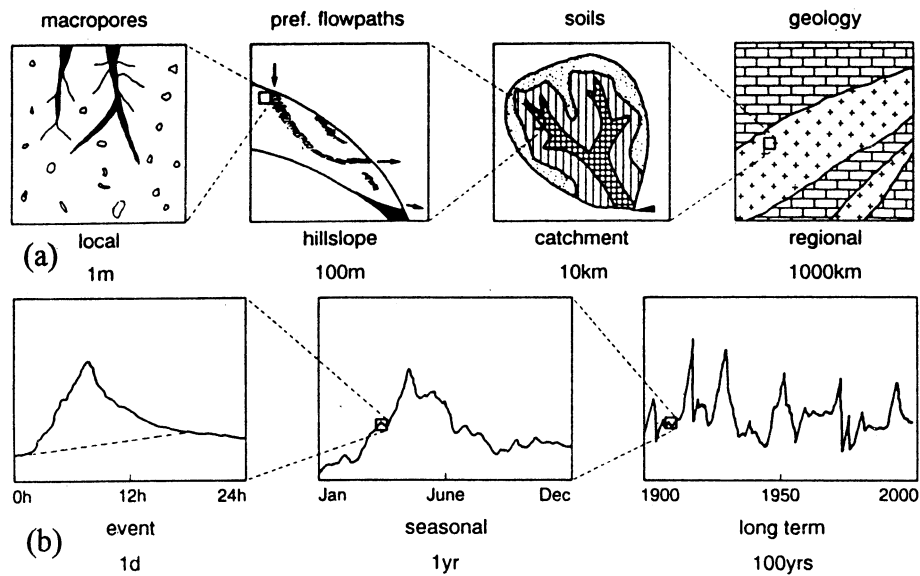 macropores pref. flowpaths soils geology
(a) local hillslope catchment regional
1m 100m 10km 1000km
0h 12h 24h Jan June Dec 1900 1950 2000
event seasonal long term
(b) 1d 1yr 100yrs